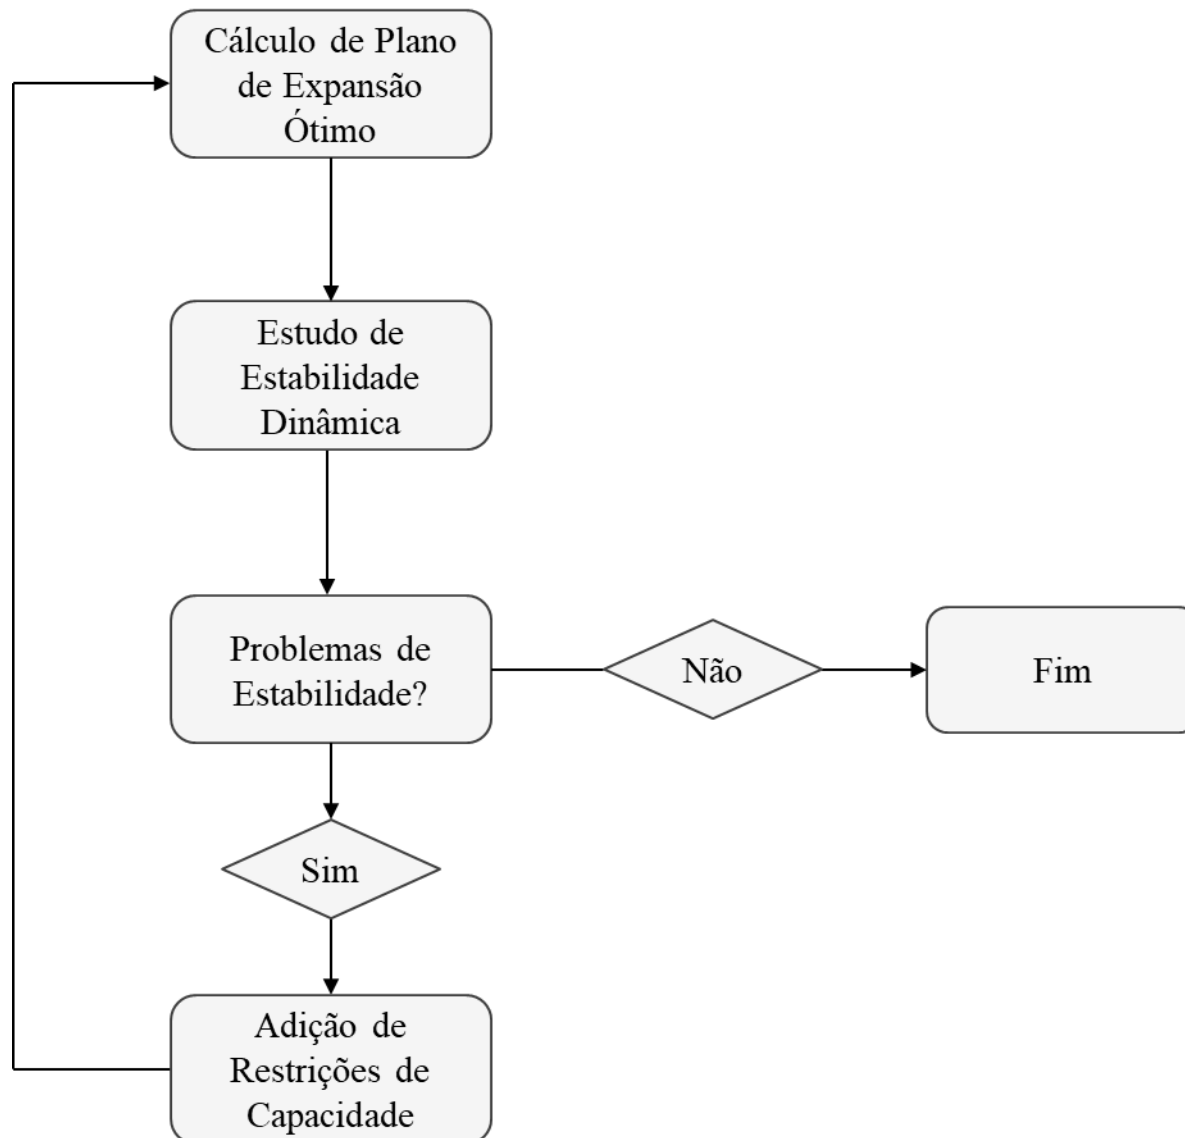 Cálculo de Plano
de Expansão
Ótimo
Estudo de
Estabilidade
Dinâmica
Problemas de
Estabilidade?
Não
Fim
Sim
Adição de
Restrições de
Capacidade